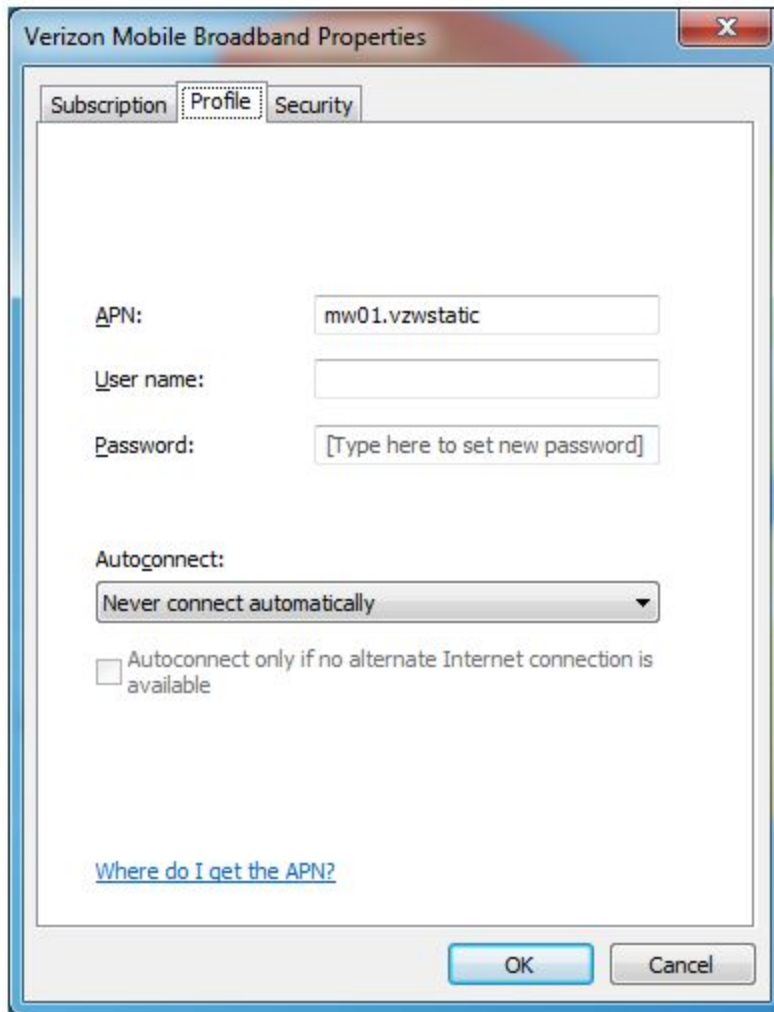 Verizon Mobile Broadband Properties
Subscription Profile Security
APN: mw01.vzwstatic
User name:
Password: [Type here to set new password]
Autoconnect:
Never connect automatically
Autoconnect only if no alternate Internet connection is
available
Where do I get the APN?
OK Cancel